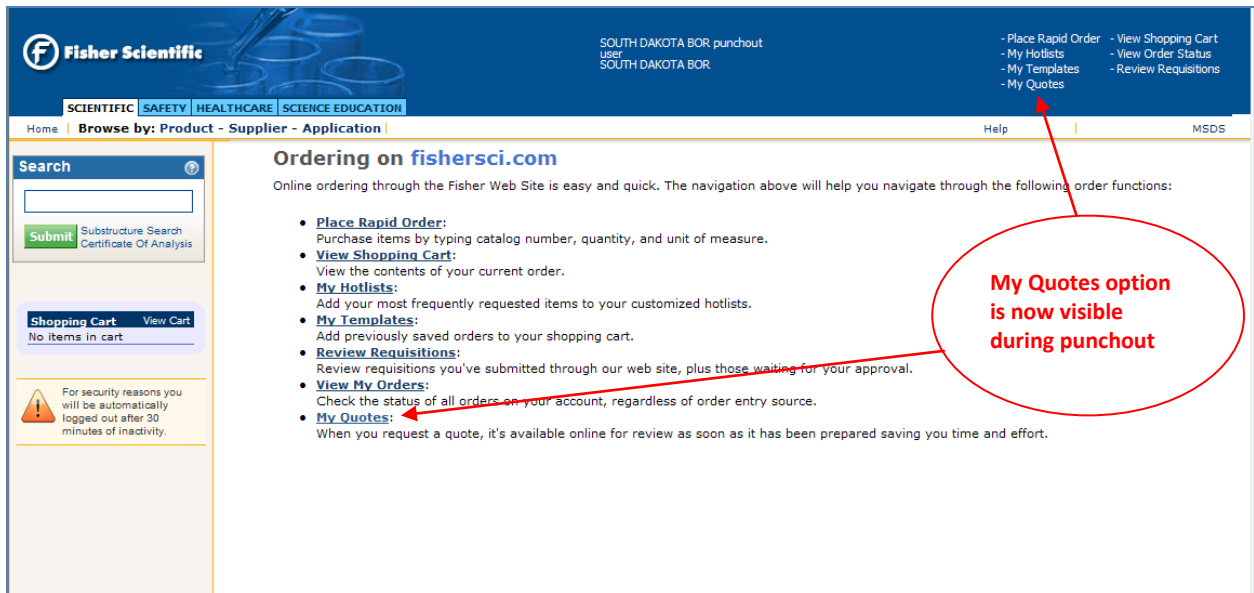 Fisher Scientific
SOUTH DAKOTA BOR punchout
user
SOUTH DAKOTA BOR
- Place Rapid Order - View Shopping Cart
- My Hotlists - View Order Status
- My Templates - Review Requisitions
- My Quotes
SCIENTIFIC SAFETY HEALTHCARE SCIENCE EDUCATION
Home | Browse by: Product - Supplier - Application |
Help | MSDS
Search ?
Submit
Substructure Search
Certificate Of Analysis
Shopping Cart View Cart
No items in cart
For security reasons you
will be automatically
logged out after 30
minutes of inactivity.
Ordering on fishersci.com
Online ordering through the Fisher Web Site is easy and quick. The navigation above will help you navigate through the following order functions:
• Place Rapid Order:
Purchase items by typing catalog number, quantity, and unit of measure.
• View Shopping Cart:
View the contents of your current order.
• My Hotlists:
Add your most frequently requested items to your customized hotlists.
• My Templates:
Add previously saved orders to your shopping cart.
• Review Requisitions:
Review requisitions you've submitted through our web site, plus those waiting for your approval.
• View My Orders:
Check the status of all orders on your account, regardless of order entry source.
• My Quotes:
When you request a quote, it's available online for review as soon as it has been prepared saving you time and effort.
My Quotes option
is now visible
during punchout